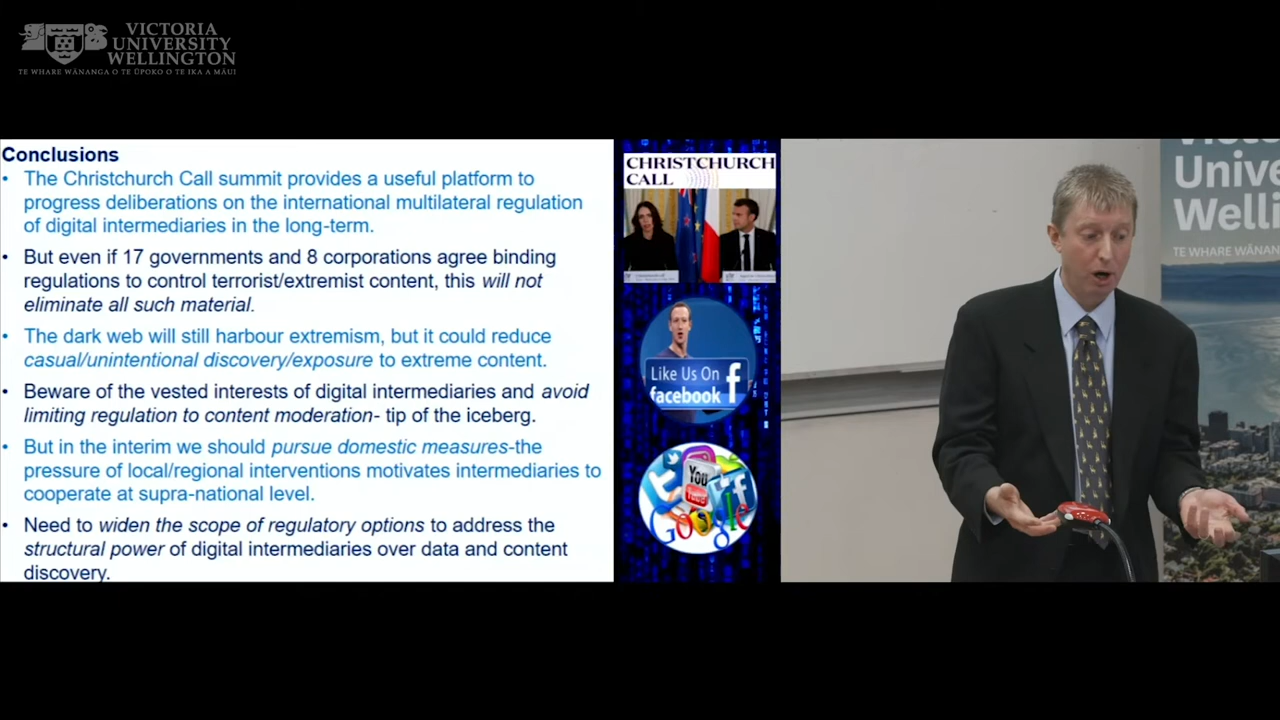 VICTORIA
UNIVERSITY
WELLINGTON
TE WHARE WĀNANGA O TE ŪPOKO O TE IKA A MĀUI
Conclusions
• The Christchurch Call summit provides a useful platform to
progress deliberations on the international multilateral regulation
of digital intermediaries in the long-term.
• But even if 17 governments and 8 corporations agree binding
regulations to control terrorist/extremist content, this will not
eliminate all such material.
• The dark web will still harbour extremism, but it could reduce
casual/unintentional discovery/exposure to extreme content.
• Beware of the vested interests of digital intermediaries and avoid
limiting regulation to content moderation- tip of the iceberg.
• But in the interim we should pursue domestic measures-the
pressure of local/regional interventions motivates intermediaries to
cooperate at supra-national level.
• Need to widen the scope of regulatory options to address the
structural power of digital intermediaries over data and content
discovery.
CHRISTCHURCH
CALL
Like Us On
facebook
f
You
Tube
f
Google
Unive
Welli
TE WHARE WĀNAN